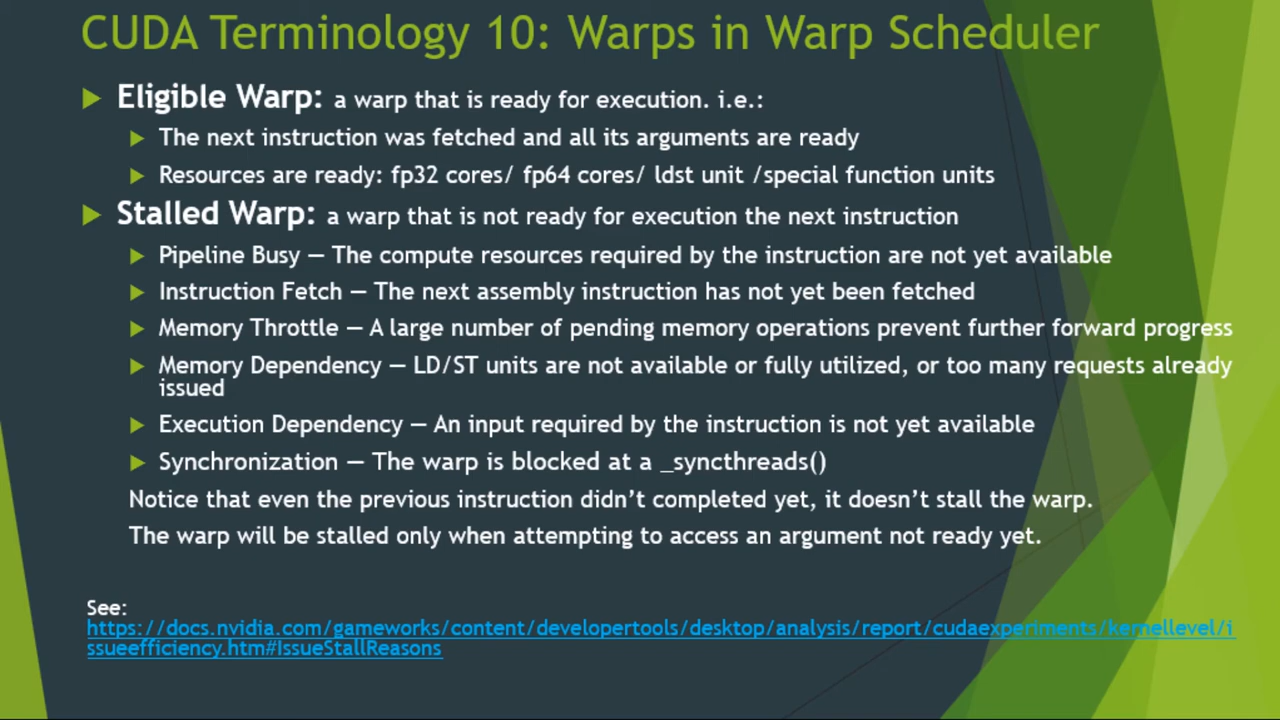 CUDA Terminology 10: Warps in Warp Scheduler
Eligible Warp: a warp that is ready for execution. i.e.:
The next instruction was fetched and all its arguments are ready
Resources are ready: fp32 cores/ fp64 cores/ ldst unit /special function units
Stalled Warp: a warp that is not ready for execution the next instruction
Pipeline Busy – The compute resources required by the instruction are not yet available
Instruction Fetch – The next assembly instruction has not yet been fetched
Memory Throttle – A large number of pending memory operations prevent further forward progress
Memory Dependency – LD/ST units are not available or fully utilized, or too many requests already
issued
Execution Dependency – An input required by the instruction is not yet available
Synchronization – The warp is blocked at a _syncthreads()
Notice that even the previous instruction didn't completed yet, it doesn't stall the warp.
The warp will be stalled only when attempting to access an argument not ready yet.
See:
https://docs.nvidia.com/gameworks/content/developertools/desktop/analysis/report/cudaexperiments/kernellevel/i
ssueefficiency.htm#IssueStallReasons